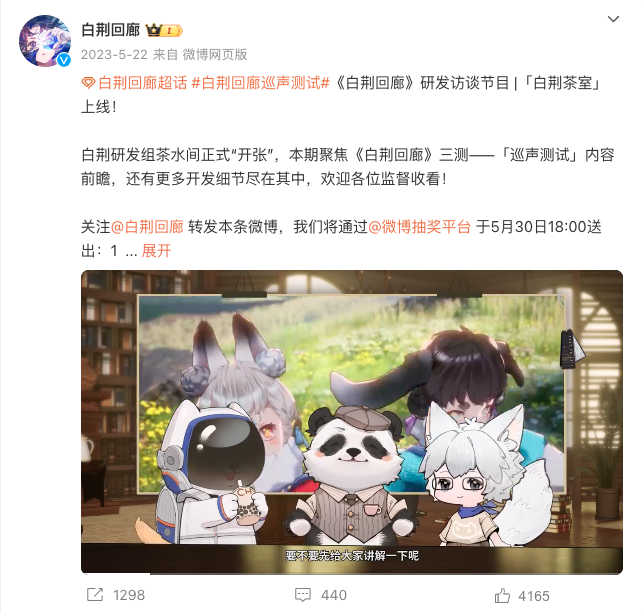 白荆回廊 1
2023-5-22 来自 微博网页版
白荆回廊超话 #白荆回廊巡声测试#《白荆回廊》研发访谈节目 |「白荆茶室」
上线！
白荆研发组茶水间正式“开张”，本期聚焦《白荆回廊》三测——「巡声测试」内容
前瞻，还有更多开发细节尽在其中，欢迎各位监督收看！
关注@白荆回廊 转发本条微博，我们将通过@微博抽奖平台 于5月30日18:00送
出：1 ... 展开
要不要先给大家讲解一下呢
1298 440 4165